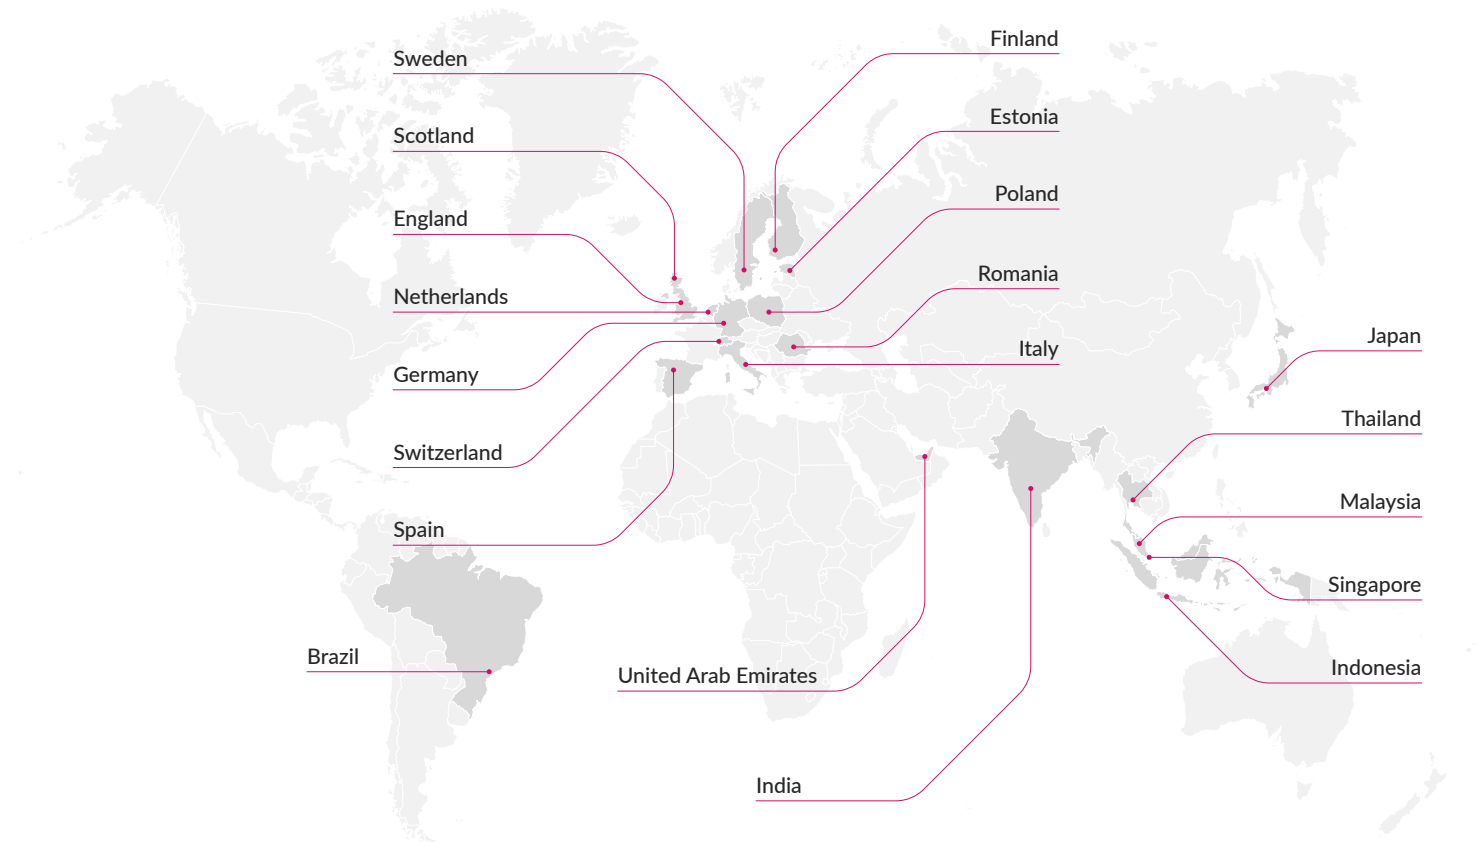 Sweden
Scotland
England
Netherlands
Germany
Switzerland
Spain
Brazil
Finland
Estonia
Poland
Romania
Italy
United Arab Emirates
India
Japan
Thailand
Malaysia
Singapore
Indonesia